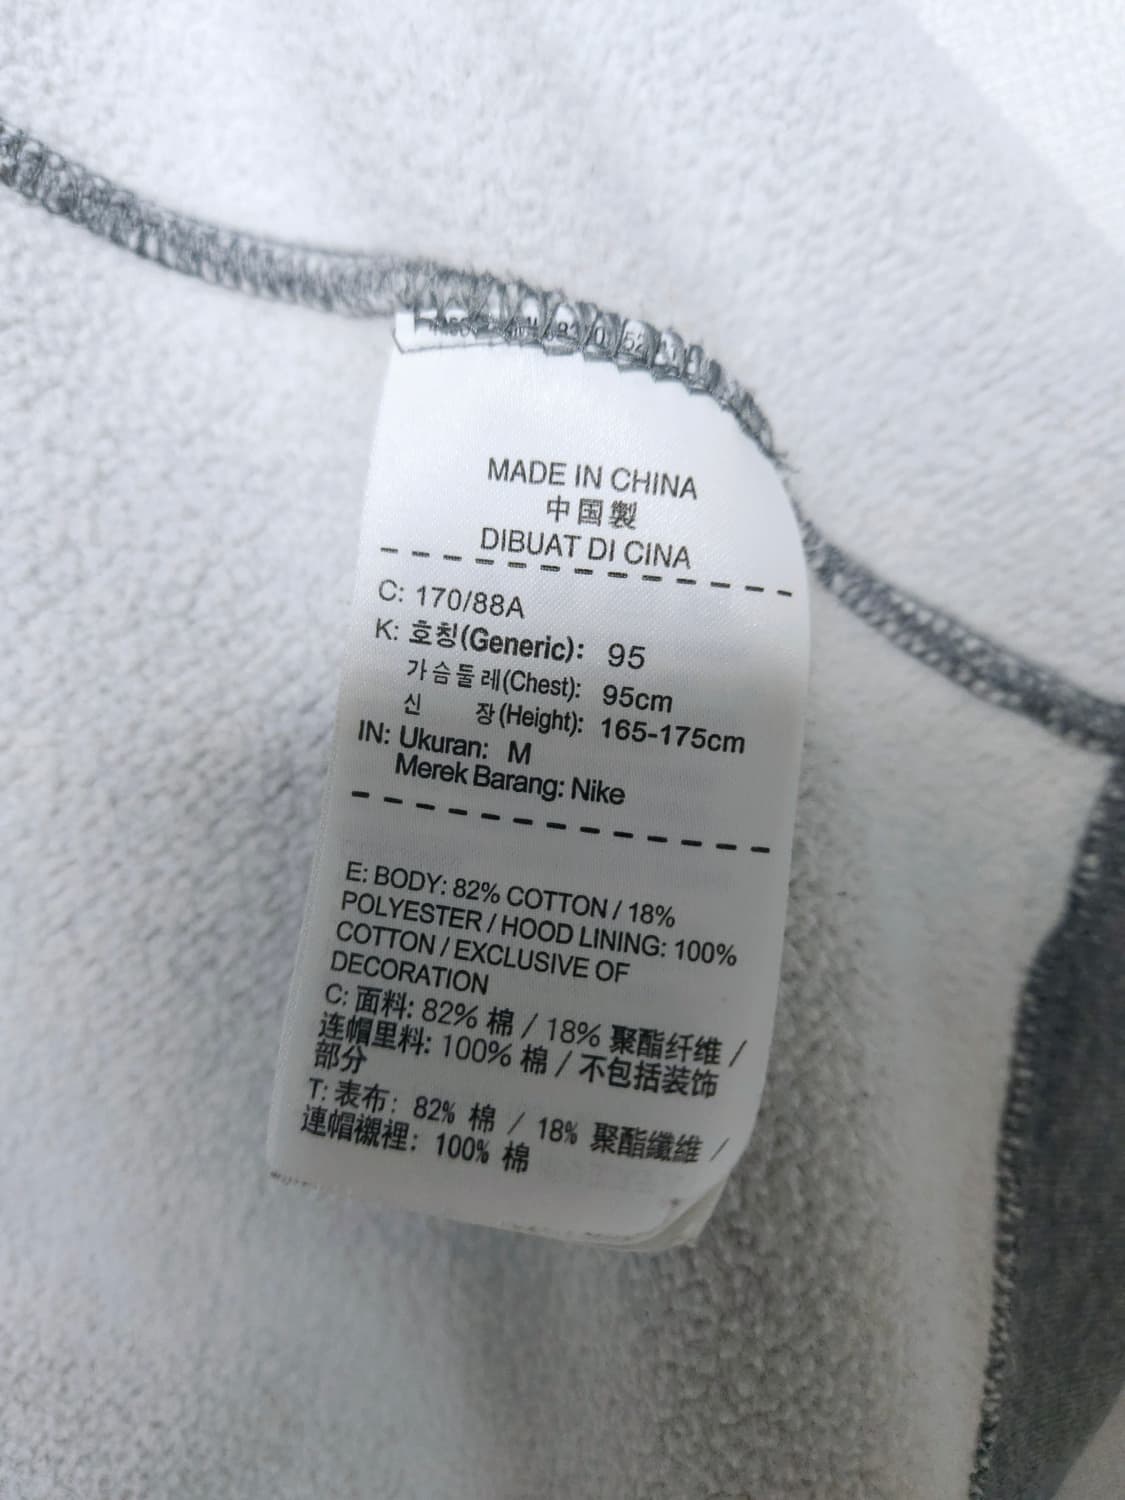 MADE IN CHINA
中国製
DIBUAT DI CINA
C: 170/88A
K: 호칭(Generic): 95
가슴둘레(Chest): 95cm
신 장(Height): 165-175cm
IN: Ukuran: M
Merek Barang: Nike
E: BODY: 82% COTTON / 18%
POLYESTER / HOOD LINING: 100%
COTTON / EXCLUSIVE OF
DECORATION
C: 面料: 82% 棉 / 18% 聚酯纤维 /
连帽里料: 100% 棉 / 不包括装饰
部分
T: 表布: 82% 棉 / 18% 聚酯纖維 /
連帽襯裡: 100% 棉